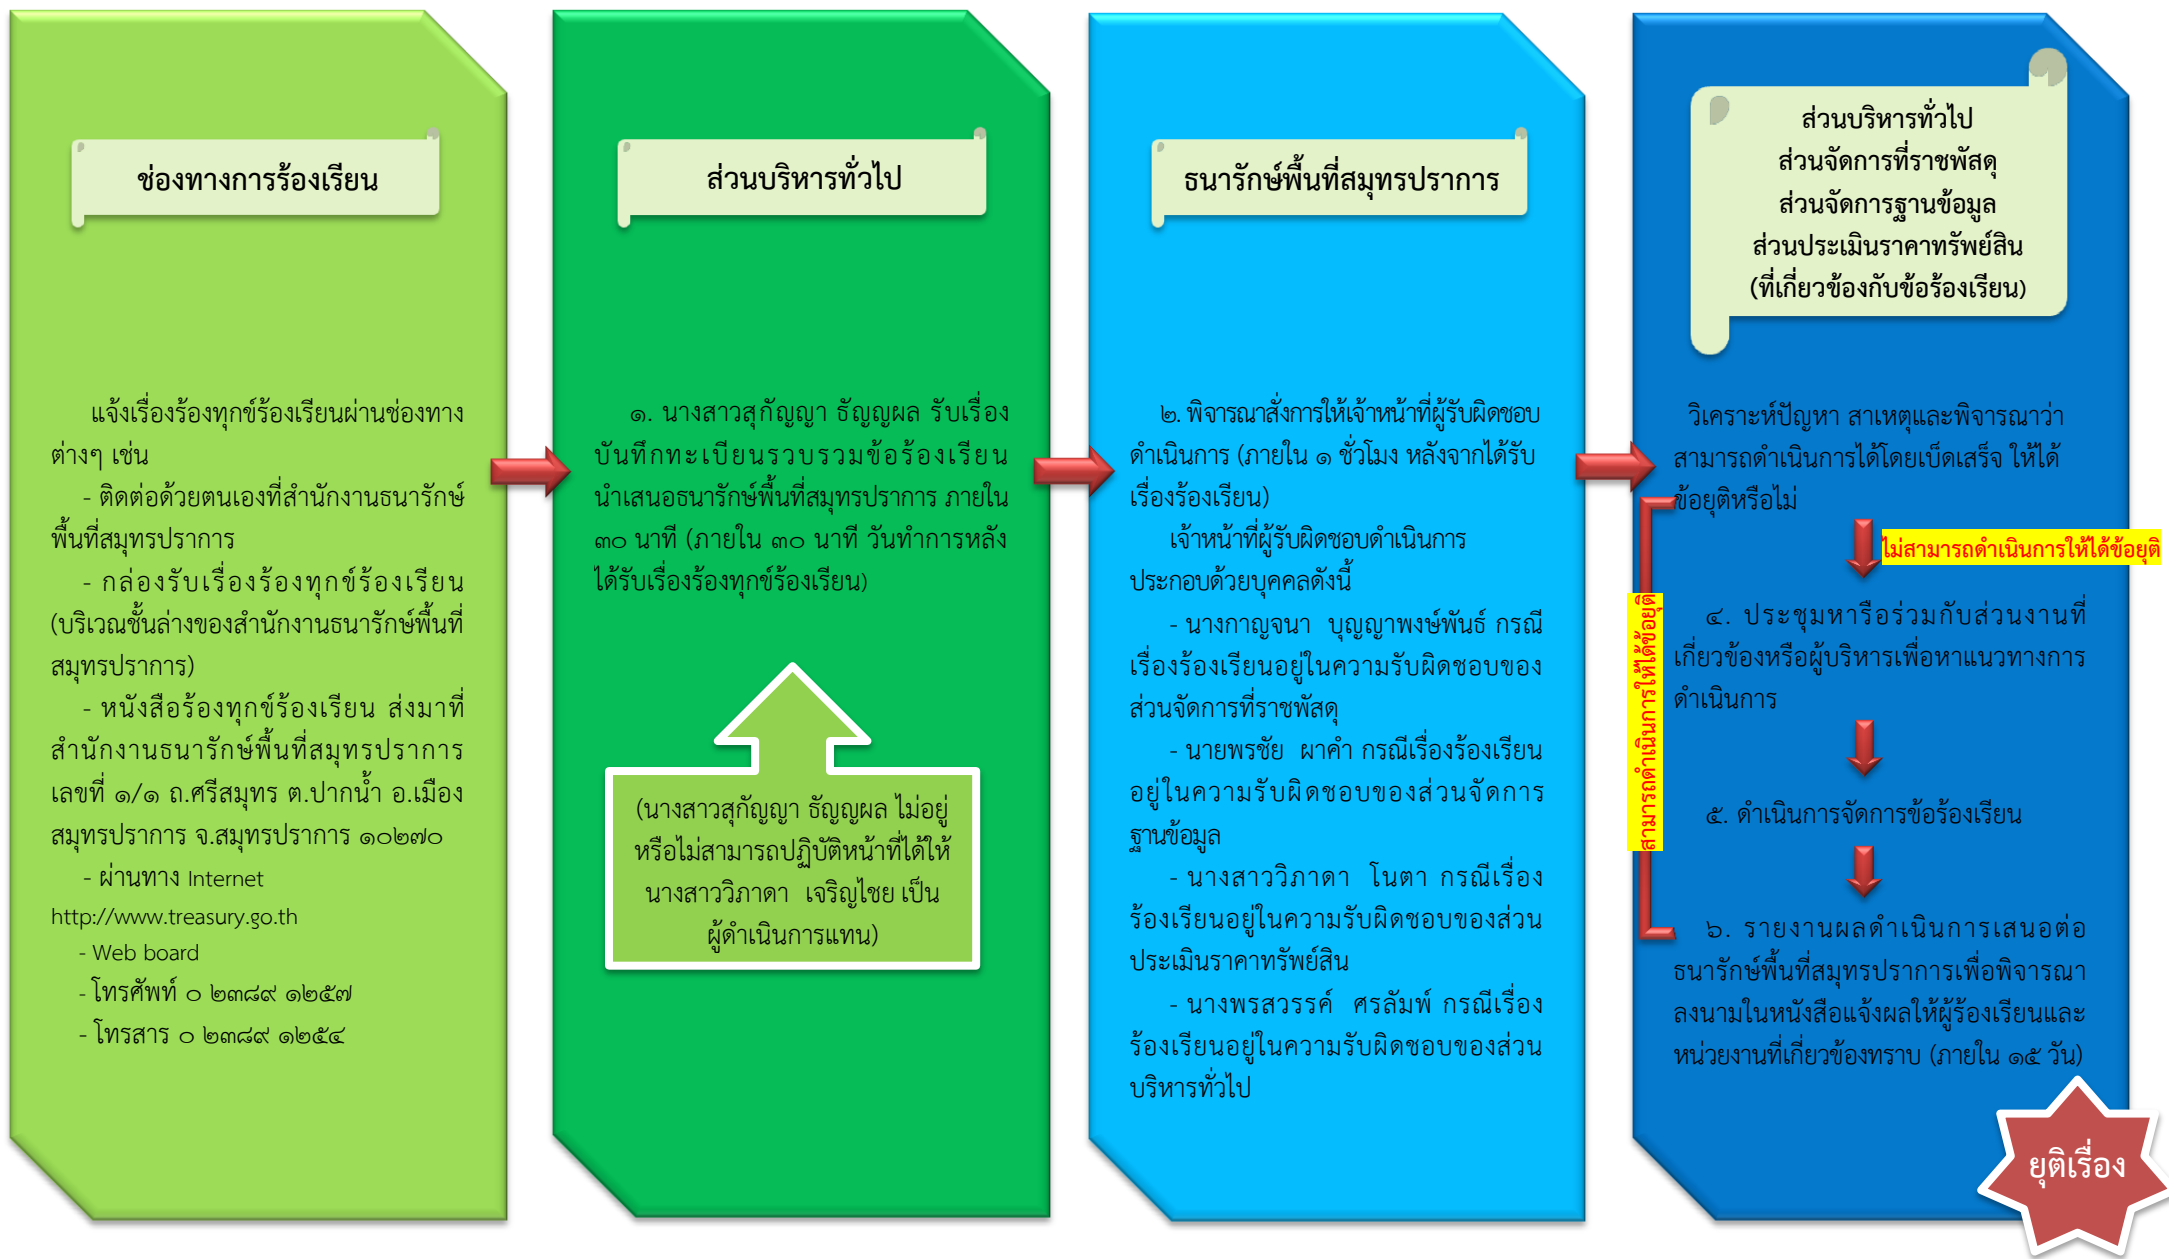 ช่องทางการร้องเรียน
แจ้งเรื่องร้องทุกข์ร้องเรียนผ่านช่องทาง
ต่างๆ เช่น
- ติดต่อด้วยตนเองที่สำนักงานธนารักษ์
พื้นที่สมุทรปราการ
- กล่องรับเรื่องร้องทุกข์ร้องเรียน
(บริเวณชั้นล่างของสำนักงานธนารักษ์พื้นที่
สมุทรปราการ)
- หนังสือร้องทุกข์ร้องเรียน ส่งมาที่
สำนักงานธนารักษ์พื้นที่สมุทรปราการ
เลขที่ ๑/๑ ถ.ศรีสมุทร ต.ปากน้ำ อ.เมือง
สมุทรปราการ จ.สมุทรปราการ ๑๐๒๗๐
- ผ่านทาง Internet
http://www.treasury.go.th
- Web board
- โทรศัพท์ ๐ ๒๓๘๙ ๑๒๕๗
- โทรสาร ๐ ๒๓๘๙ ๑๒๕๔
ส่วนบริหารทั่วไป
๑. นางสาวสุกัญญา ธัญญผล รับเรื่อง
บันทึกทะเบียนรวบรวมข้อร้องเรียน
นำเสนอธนารักษ์พื้นที่สมุทรปราการ ภายใน
๓๐ นาที (ภายใน ๓๐ นาที วันทำการหลัง
ได้รับเรื่องร้องทุกข์ร้องเรียน)
(นางสาวสุกัญญา ธัญญผล ไม่อยู่
หรือไม่สามารถปฏิบัติหน้าที่ได้ให้
นางสาววิภาดา เจริญไชย เป็น
ผู้ดำเนินการแทน)
ธนารักษ์พื้นที่สมุทรปราการ
๒. พิจารณาสั่งการให้เจ้าหน้าที่ผู้รับผิดชอบ
ดำเนินการ (ภายใน ๑ ชั่วโมง หลังจากได้รับ
เรื่องร้องเรียน)
เจ้าหน้าที่ผู้รับผิดชอบดำเนินการ
ประกอบด้วยบุคคลดังนี้
- นางกาญจนา บุญญาพงษ์พันธ์ กรณี
เรื่องร้องเรียนอยู่ในความรับผิดชอบของ
ส่วนจัดการที่ราชพัสดุ
- นายพรชัย ผาคำ กรณีเรื่องร้องเรียน
อยู่ในความรับผิดชอบของส่วนจัดการ
ฐานข้อมูล
- นางสาววิภาดา โนตา กรณีเรื่อง
ร้องเรียนอยู่ในความรับผิดชอบของส่วน
ประเมินราคาทรัพย์สิน
- นางพรสวรรค์ ศรลัมพ์ กรณีเรื่อง
ร้องเรียนอยู่ในความรับผิดชอบของส่วน
บริหารทั่วไป
ส่วนบริหารทั่วไป
ส่วนจัดการที่ราชพัสดุ
ส่วนจัดการฐานข้อมูล
ส่วนประเมินราคาทรัพย์สิน
(ที่เกี่ยวข้องกับข้อร้องเรียน)
วิเคราะห์ปัญหา สาเหตุและพิจารณาว่า
สามารถดำเนินการได้โดยเบ็ดเสร็จ ให้ได้
ข้อยุติหรือไม่
ไม่สามารถดำเนินการให้ได้ข้อยุติ
สามารถดำเนินการให้ได้ข้อยุติ
๔. ประชุมหารือร่วมกับส่วนงานที่
เกี่ยวข้องหรือผู้บริหารเพื่อหาแนวทางการ
ดำเนินการ
๕. ดำเนินการจัดการข้อร้องเรียน
๖. รายงานผลดำเนินการเสนอต่อ
ธนารักษ์พื้นที่สมุทรปราการเพื่อพิจารณา
ลงนามในหนังสือแจ้งผลให้ผู้ร้องเรียนและ
หน่วยงานที่เกี่ยวข้องทราบ (ภายใน ๑๕ วัน)
ยุติเรื่อง